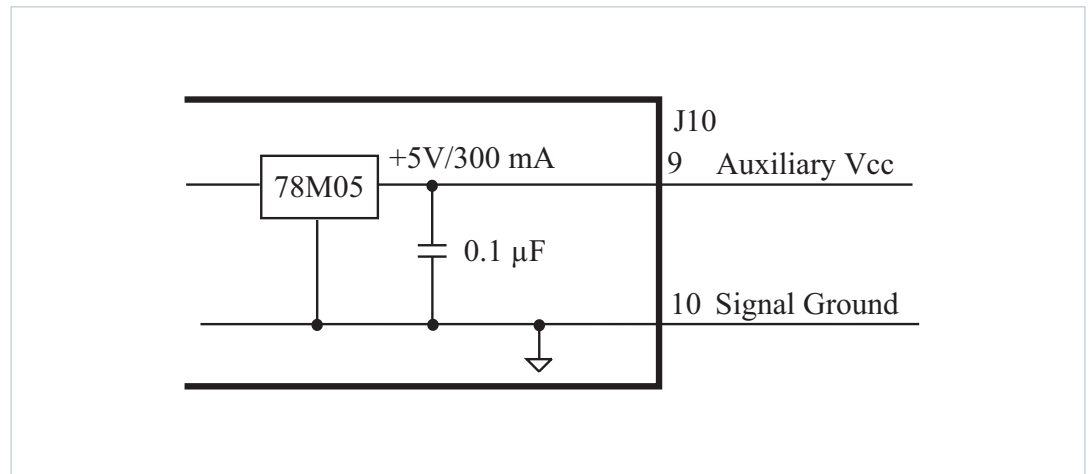 J10
+5V/300 mA
9 Auxiliary Vcc
78M05
0.1 µF
10 Signal Ground